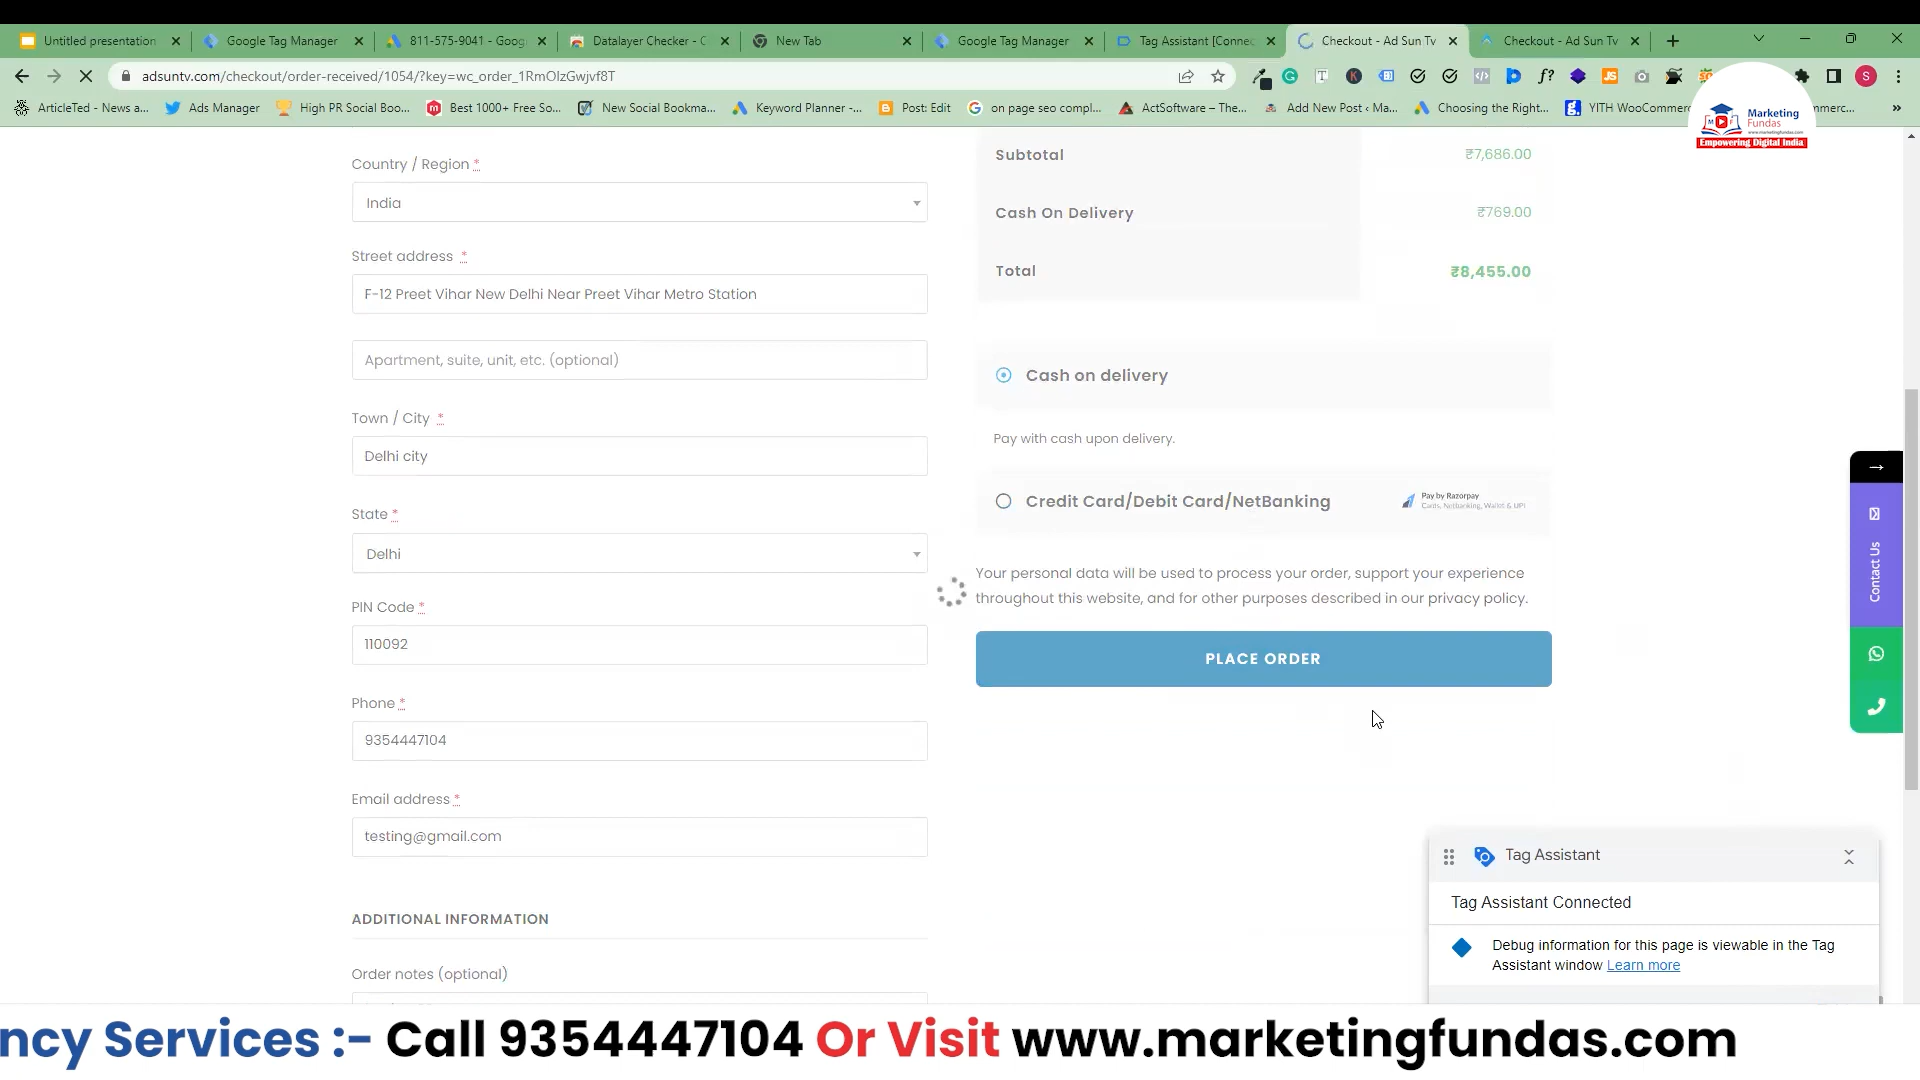 Untitled presentation
Google Tag Manager
811-575-9041 - Goog
Datalayer Checker - C
New Tab
Google Tag Manager
Tag Assistant [Connec
Checkout - Ad Sun Tv
Checkout - Ad Sun Tv
adsuntv.com/checkout/order-received/1054/?key=wc_order_1RmOlzGwjvf8T
ArticleTed - News a...
Ads Manager
High PR Social Boo...
Best 1000+ Free So...
New Social Bookma...
Keyword Planner -...
Post: Edit
on page seo compl...
ActSoftware – The...
Add New Post ‹ Ma...
Choosing the Right...
YITH WooCommerc
mmerc...
Marketing
Fundas
www.marketingfundas.com
Empowering Digital India
Country / Region *
India
Street address *
F-12 Preet Vihar New Delhi Near Preet Vihar Metro Station
Apartment, suite, unit, etc. (optional)
Town / City *
Delhi city
State *
Delhi
PIN Code *
110092
Phone *
9354447104
Email address *
testing@gmail.com
ADDITIONAL INFORMATION
Order notes (optional)
Subtotal ₹7,686.00
Cash On Delivery ₹769.00
Total ₹8,455.00
Cash on delivery
Pay with cash upon delivery.
Credit Card/Debit Card/NetBanking
Pay by Razorpay
Cards, Netbanking, Wallet & UPI
Your personal data will be used to process your order, support your experience
throughout this website, and for other purposes described in our privacy policy.
PLACE ORDER
Contact Us
Tag Assistant
Tag Assistant Connected
Debug information for this page is viewable in the Tag
Assistant window Learn more
ncy Services :- Call 9354447104 Or Visit www.marketingfundas.com